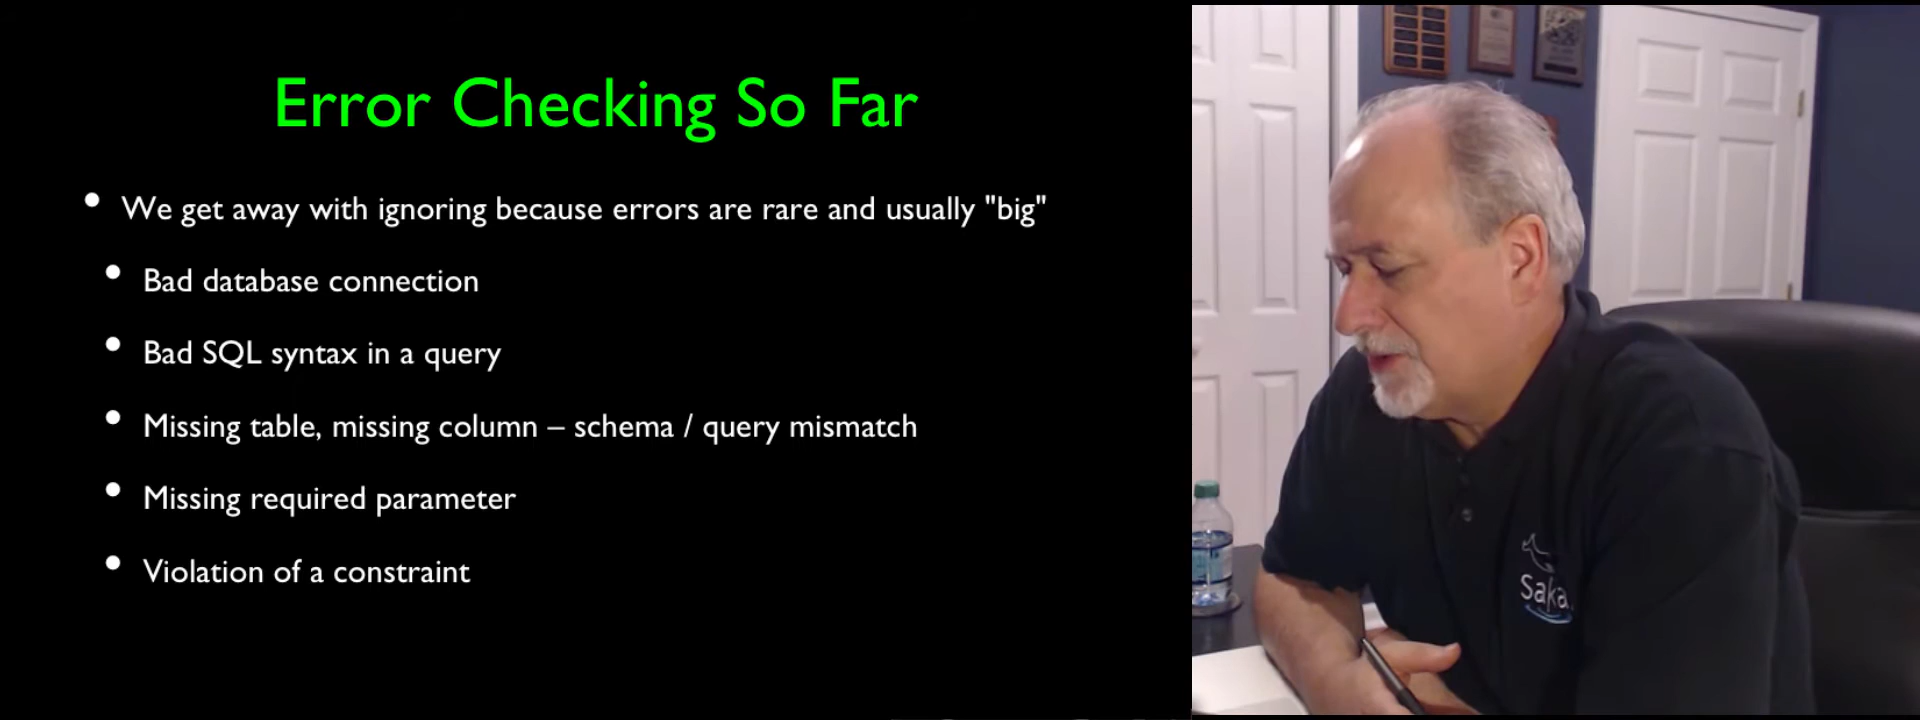 Error Checking So Far
• We get away with ignoring because errors are rare and usually "big"
• Bad database connection
• Bad SQL syntax in a query
• Missing table, missing column – schema / query mismatch
• Missing required parameter
• Violation of a constraint
Sakai